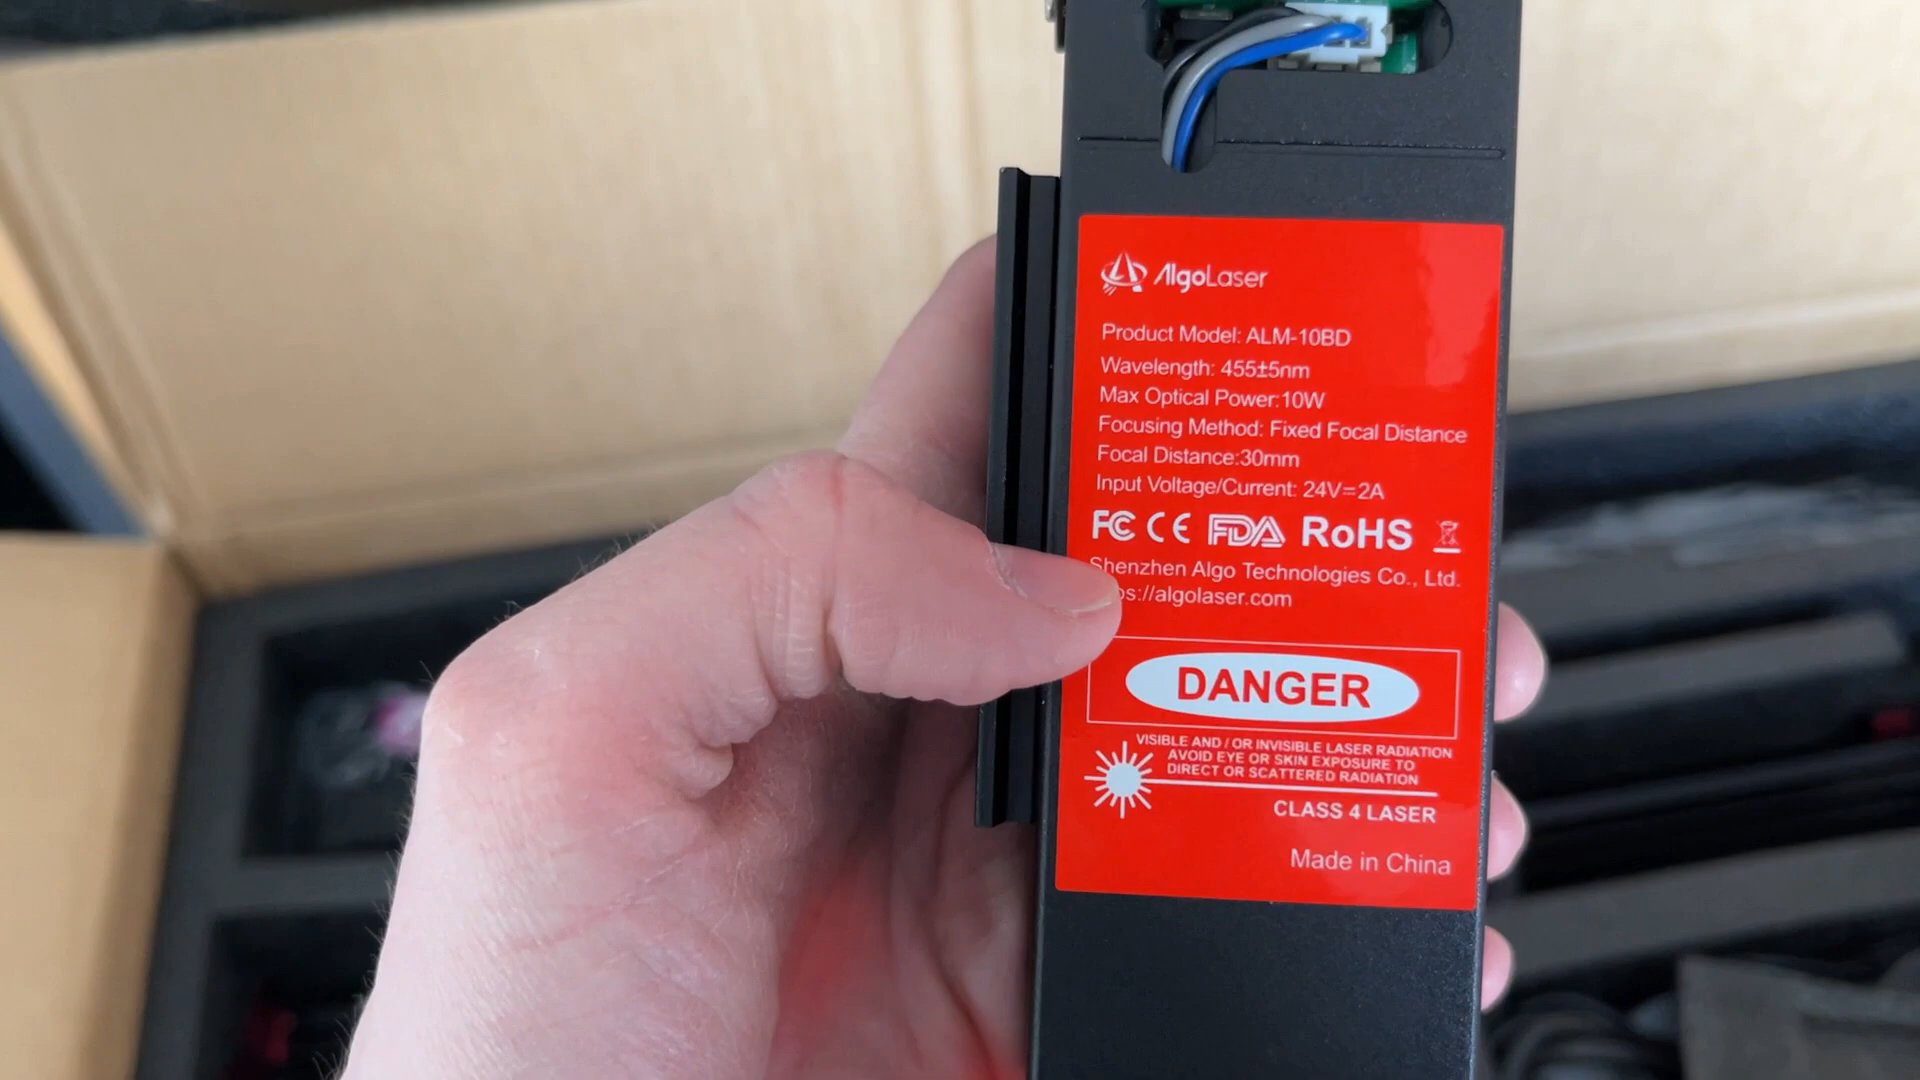 AlgoLaser
Product Model: ALM-10BD
Wavelength: 455±5nm
Max Optical Power:10W
Focusing Method: Fixed Focal Distance
Focal Distance:30mm
Input Voltage/Current: 24V=2A
FC CE FDA RoHS
Shenzhen Algo Technologies Co., Ltd.
ps://algolaser.com
DANGER
VISIBLE AND / OR INVISIBLE LASER RADIATION
AVOID EYE OR SKIN EXPOSURE TO
DIRECT OR SCATTERED RADIATION
CLASS 4 LASER
Made in China